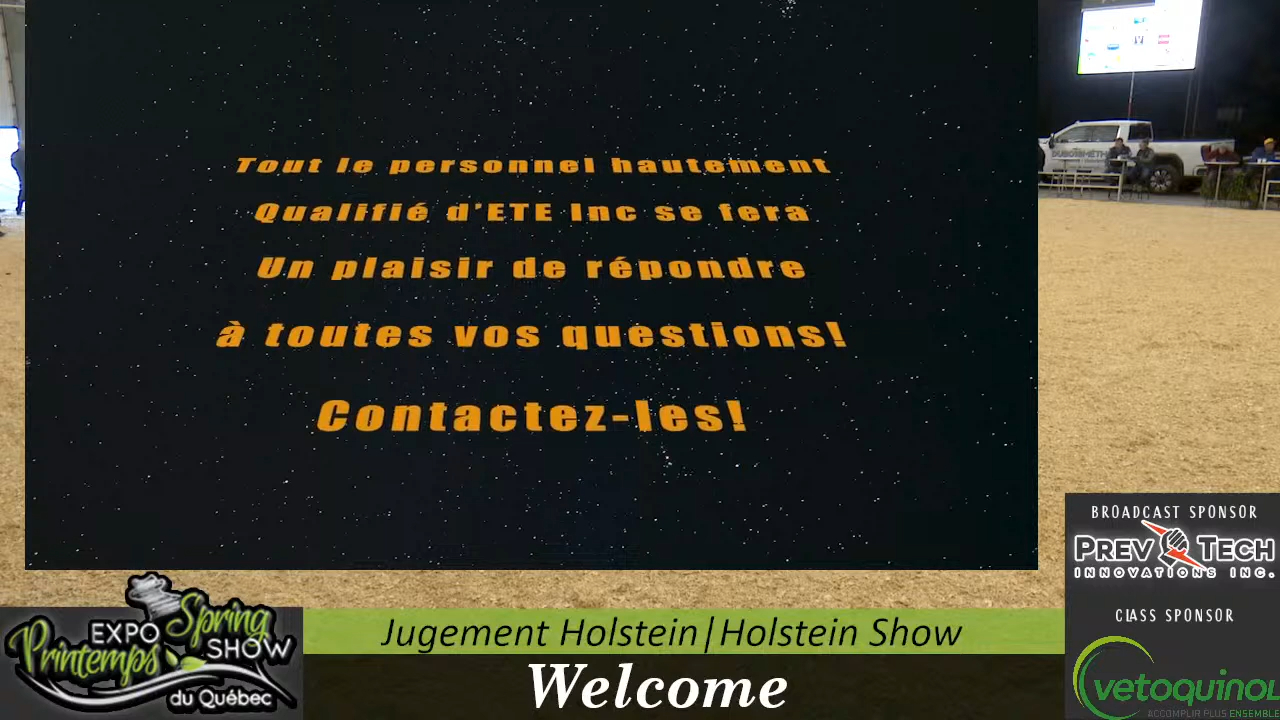 Tout le personnel hautement
Qualifié d'ETE Inc se fera
Un plaisir de répondre
à toutes vos questions!
Contactez-les!
BROADCAST SPONSOR
PREV TECH
INNOVATIONS INC.
CLASS SPONSOR
vetoquinol
ACCOMPLIR PLUS ENSEMBLE
EXPO
Printemps
Spring
SHOW
du Québec
Jugement Holstein|Holstein Show
Welcome